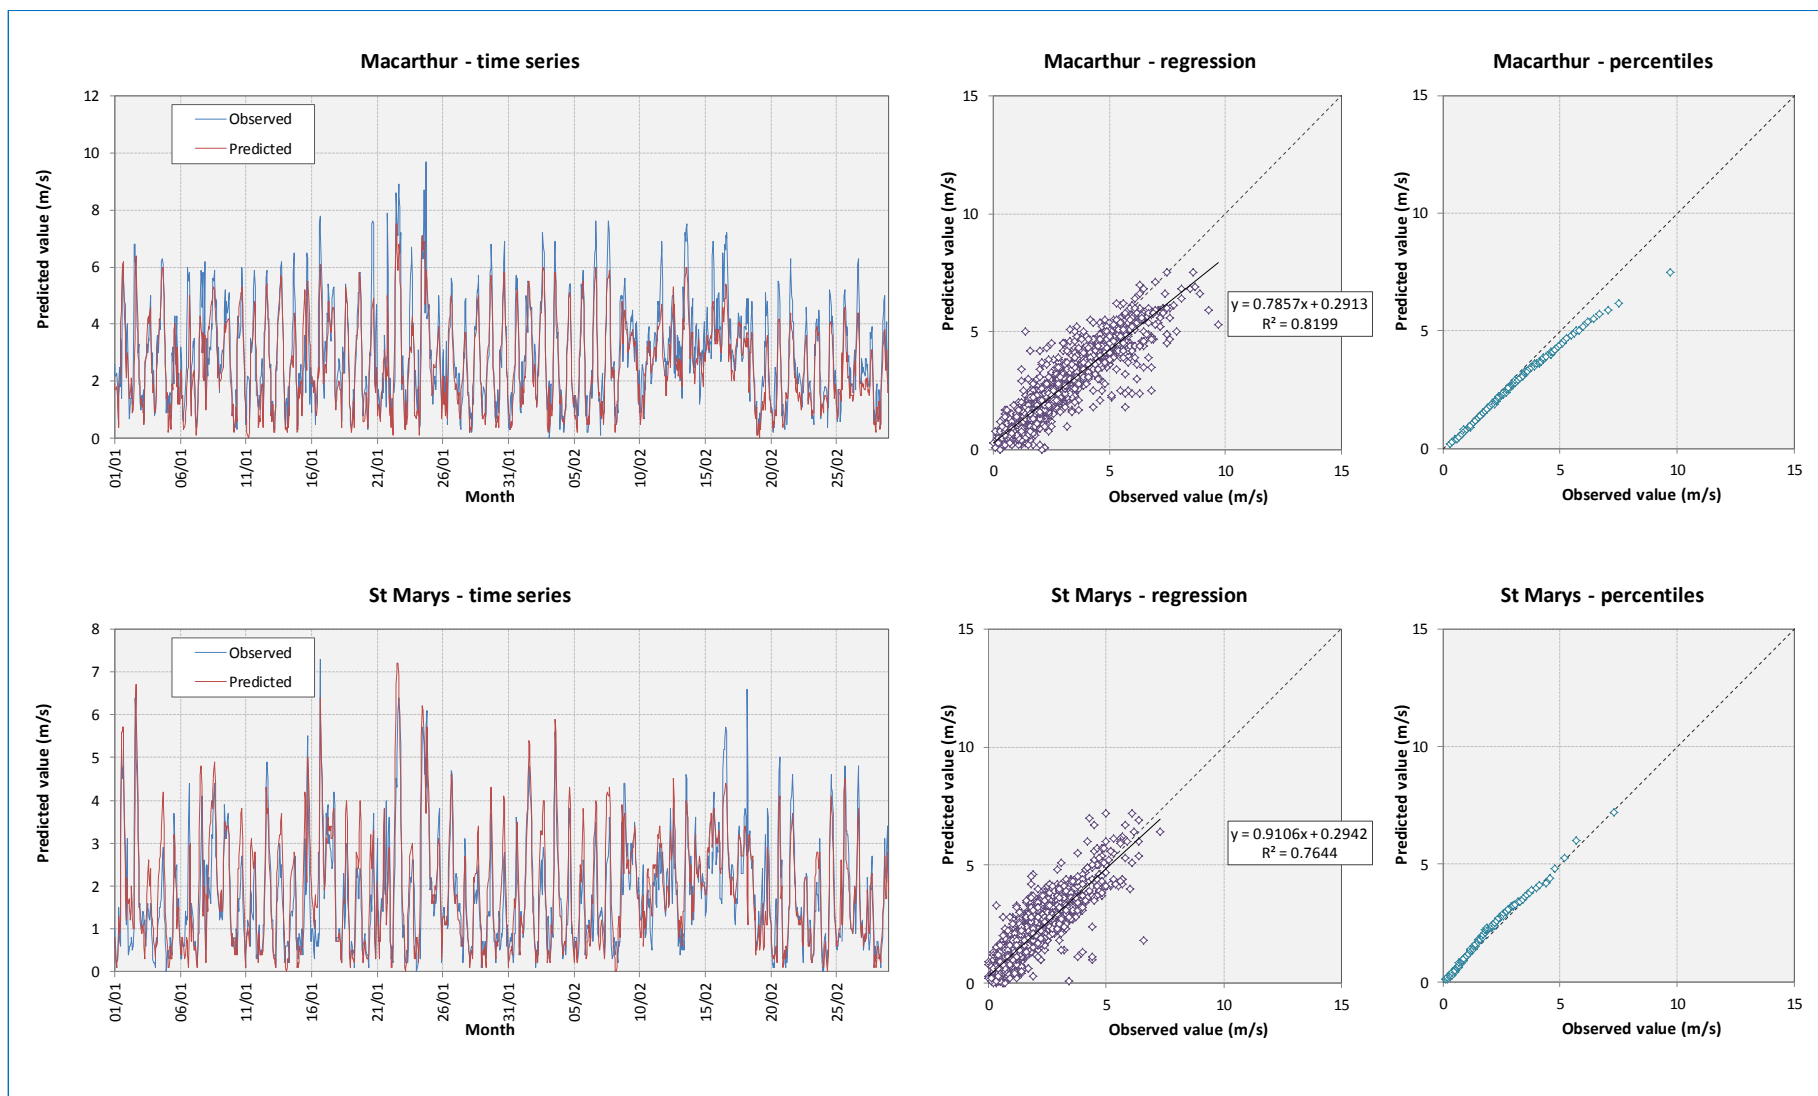 Macarthur - time series
12
10
8
6
4
2
0
Predicted value (m/s)
Observed
Predicted
01/01
06/01
11/01
16/01
21/01
26/01
31/01
05/02
10/02
15/02
20/02
25/02
Month
Macarthur - regression
15
10
5
0
Predicted value (m/s)
y = 0.7857x + 0.2913
R² = 0.8199
0
5
10
15
Observed value (m/s)
Macarthur - percentiles
15
10
5
0
Predicted value (m/s)
0
5
10
15
Observed value (m/s)
St Marys - time series
8
7
6
5
4
3
2
1
0
Predicted value (m/s)
Observed
Predicted
01/01
06/01
11/01
16/01
21/01
26/01
31/01
05/02
10/02
15/02
20/02
25/02
Month
St Marys - regression
15
10
5
0
Predicted value (m/s)
y = 0.9106x + 0.2942
R² = 0.7644
0
5
10
15
Observed value (m/s)
St Marys - percentiles
15
10
5
0
Predicted value (m/s)
0
5
10
15
Observed value (m/s)